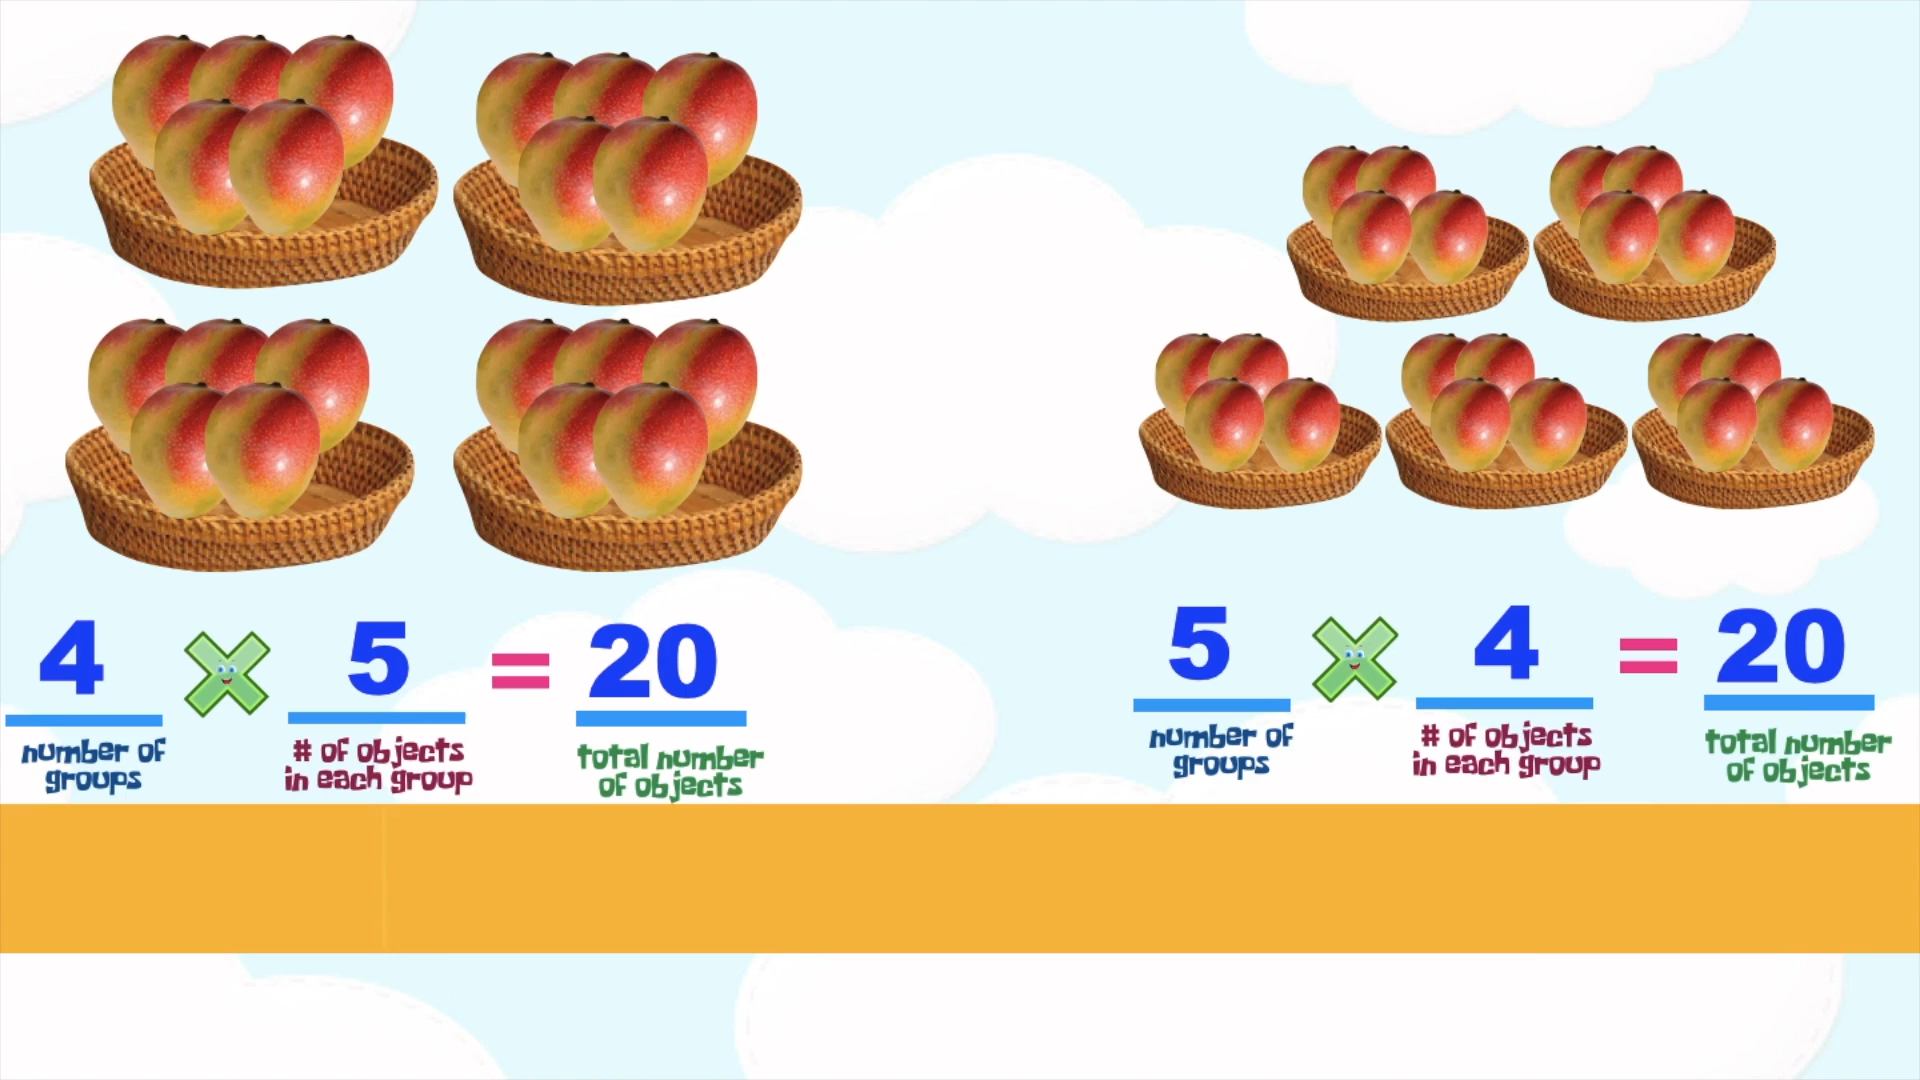 4 × 5 = 20
number of groups
# of objects in each group
total number of objects
5 × 4 = 20
number of groups
# of objects in each group
total number of objects